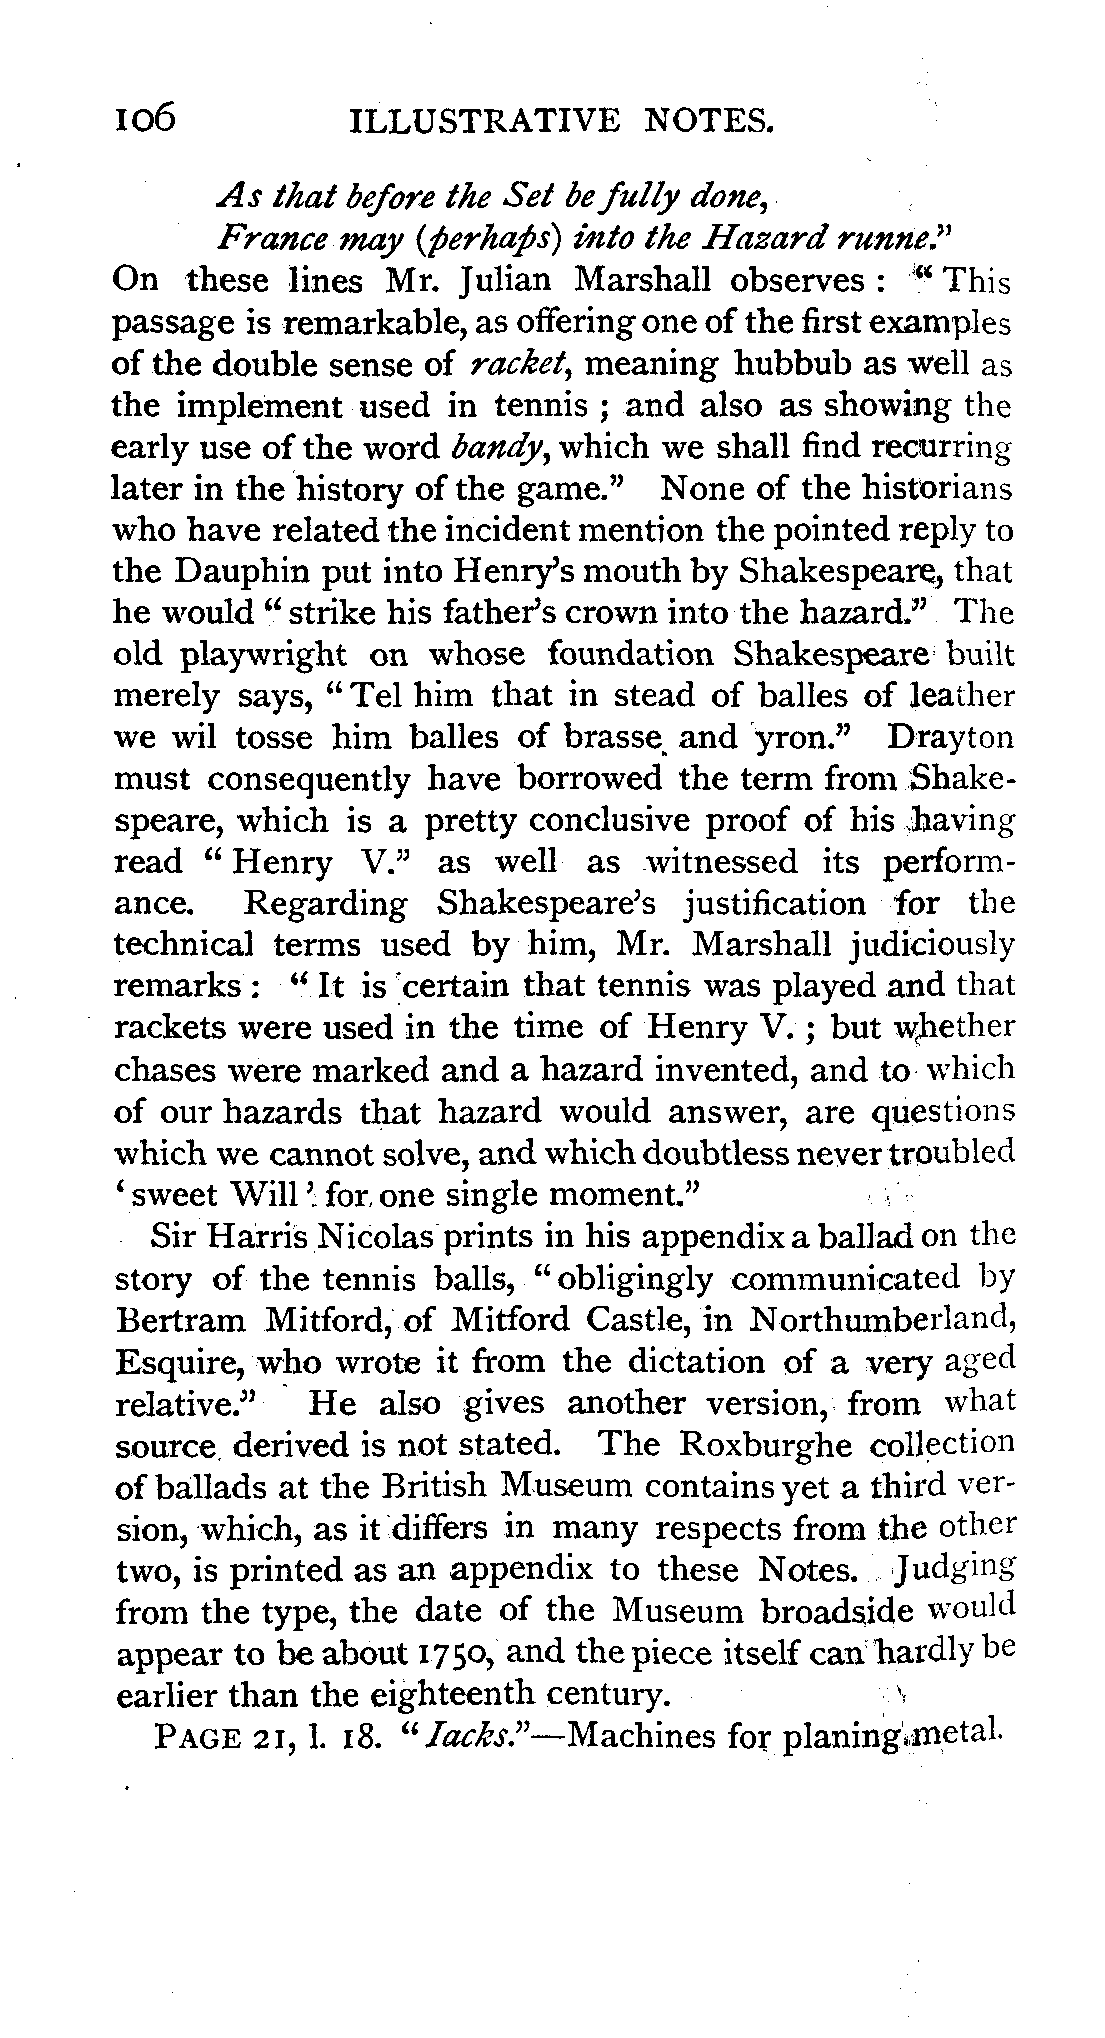 106 ILLUSTRATIVE NOTES.
As that before the Set be fully done,
France may (perhaps) into the Hazard runne."
On these lines Mr. Julian Marshall observes : "This
passage is remarkable, as offering one of the first examples
of the double sense of racket, meaning hubbub as well as
the implement used in tennis ; and also as showing the
early use of the word bandy, which we shall find recurring
later in the history of the game." None of the historians
who have related the incident mention the pointed reply to
the Dauphin put into Henry's mouth by Shakespeare, that
he would "strike his father's crown into the hazard." The
old playwright on whose foundation Shakespeare built
merely says, "Tel him that in stead of balles of leather
we wil tosse him balles of brasse and yron." Drayton
must consequently have borrowed the term from Shake-
speare, which is a pretty conclusive proof of his having
read "Henry V." as well as witnessed its perform-
ance. Regarding Shakespeare's justification for the
technical terms used by him, Mr. Marshall judiciously
remarks : "It is certain that tennis was played and that
rackets were used in the time of Henry V. ; but whether
chases were marked and a hazard invented, and to which
of our hazards that hazard would answer, are questions
which we cannot solve, and which doubtless never troubled
'sweet Will' for one single moment."
Sir Harris Nicolas prints in his appendix a ballad on the
story of the tennis balls, "obligingly communicated by
Bertram Mitford, of Mitford Castle, in Northumberland,
Esquire, who wrote it from the dictation of a very aged
relative." He also gives another version, from what
source derived is not stated. The Roxburghe collection
of ballads at the British Museum contains yet a third ver-
sion, which, as it differs in many respects from the other
two, is printed as an appendix to these Notes. Judging
from the type, the date of the Museum broadside would
appear to be about 1750, and the piece itself can hardly be
earlier than the eighteenth century.
PAGE 21, l. 18. "Iacks."—Machines for planing metal.